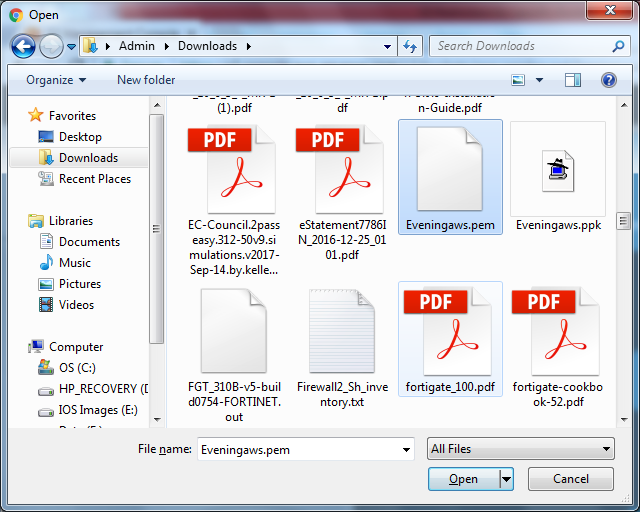 Open
Admin
Downloads
Search Downloads
Organize
New folder
Favorites
Desktop
Downloads
Recent Places
Libraries
Documents
Music
Pictures
Videos
Computer
OS (C:)
HP_RECOVERY (D
IOS Images (E:)
(1).pdf
df
n-Guide.pdf
PDF
EC-Council.2pass
easy.312-50v9.si
mulations.v2017-
Sep-14.by.kelle...
PDF
eStatement7786I
N_2016-12-25_01
01.pdf
Eveningaws.pem
Eveningaws.ppk
FGT_310B-v5-buil
d0754-FORTINET.
out
Firewall2_Sh_inve
ntory.txt
PDF
fortigate_100.pdf
PDF
fortigate-cookbo
ok-52.pdf
File name:
Eveningaws.pem
All Files
Open
Cancel